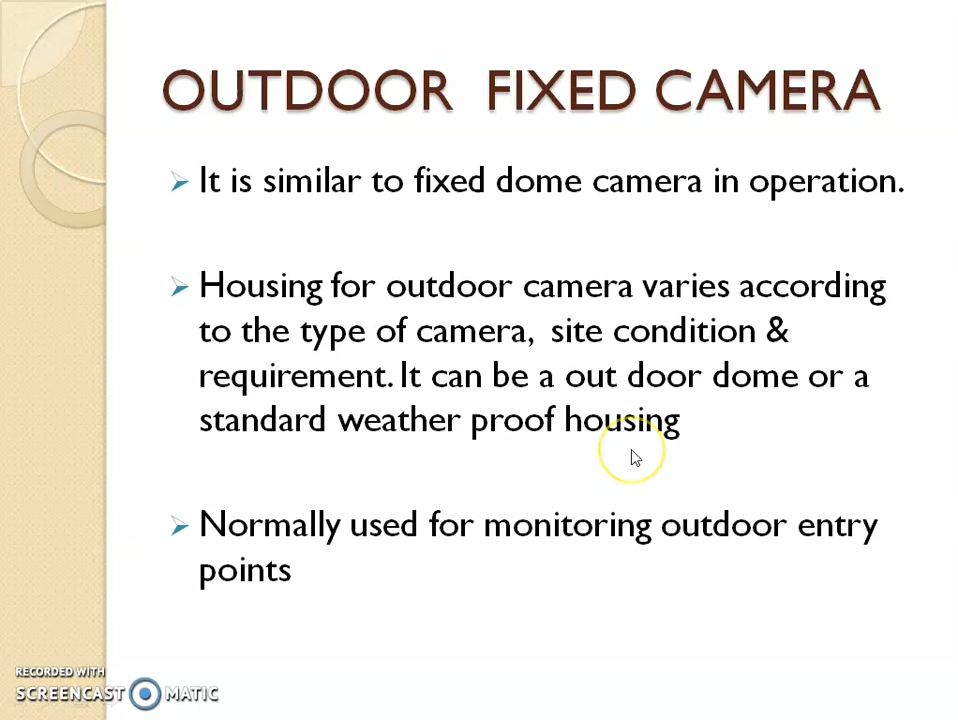 OUTDOOR FIXED CAMERA
It is similar to fixed dome camera in operation.
Housing for outdoor camera varies according
to the type of camera, site condition &
requirement. It can be a out door dome or a
standard weather proof housing
Normally used for monitoring outdoor entry
points
RECORDED WITH
SCREENCAST MATIC